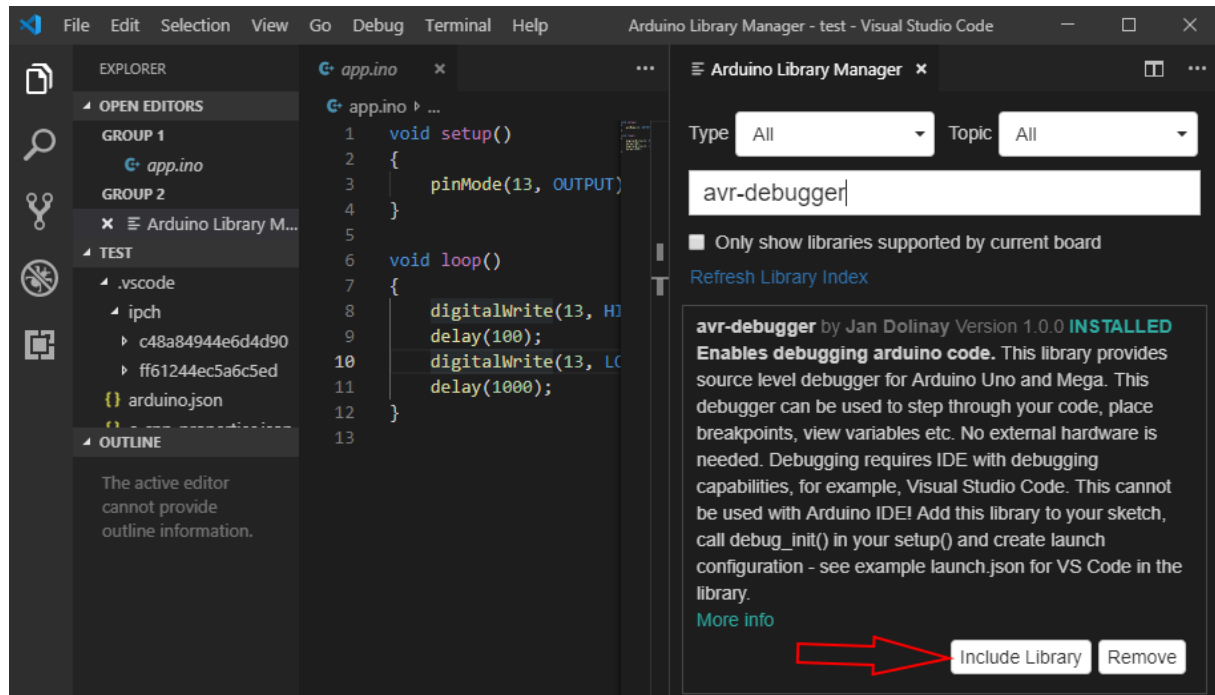 File Edit Selection View Go Debug Terminal Help Arduino Library Manager - test - Visual Studio Code
EXPLORER
OPEN EDITORS
GROUP 1
app.ino
GROUP 2
Arduino Library M...
TEST
.vscode
ipch
c48a84944e6d4d90
ff61244ec5a6c5ed
{} arduino.json
OUTLINE
The active editor
cannot provide
outline information.
app.ino
app.ino ...
1 void setup()
2 {
3 pinMode(13, OUTPUT)
4 }
5
6 void loop()
7 {
8 digitalWrite(13, HI
9 delay(100);
10 digitalWrite(13, LO
11 delay(1000);
12 }
13
Arduino Library Manager
Type All Topic All
avr-debugger
Only show libraries supported by current board
Refresh Library Index
avr-debugger by Jan Dolinay Version 1.0.0 INSTALLED
Enables debugging arduino code. This library provides
source level debugger for Arduino Uno and Mega. This
debugger can be used to step through your code, place
breakpoints, view variables etc. No external hardware is
needed. Debugging requires IDE with debugging
capabilities, for example, Visual Studio Code. This cannot
be used with Arduino IDE! Add this library to your sketch,
call debug_init() in your setup() and create launch
configuration - see example launch.json for VS Code in the
library.
More info
Include Library Remove